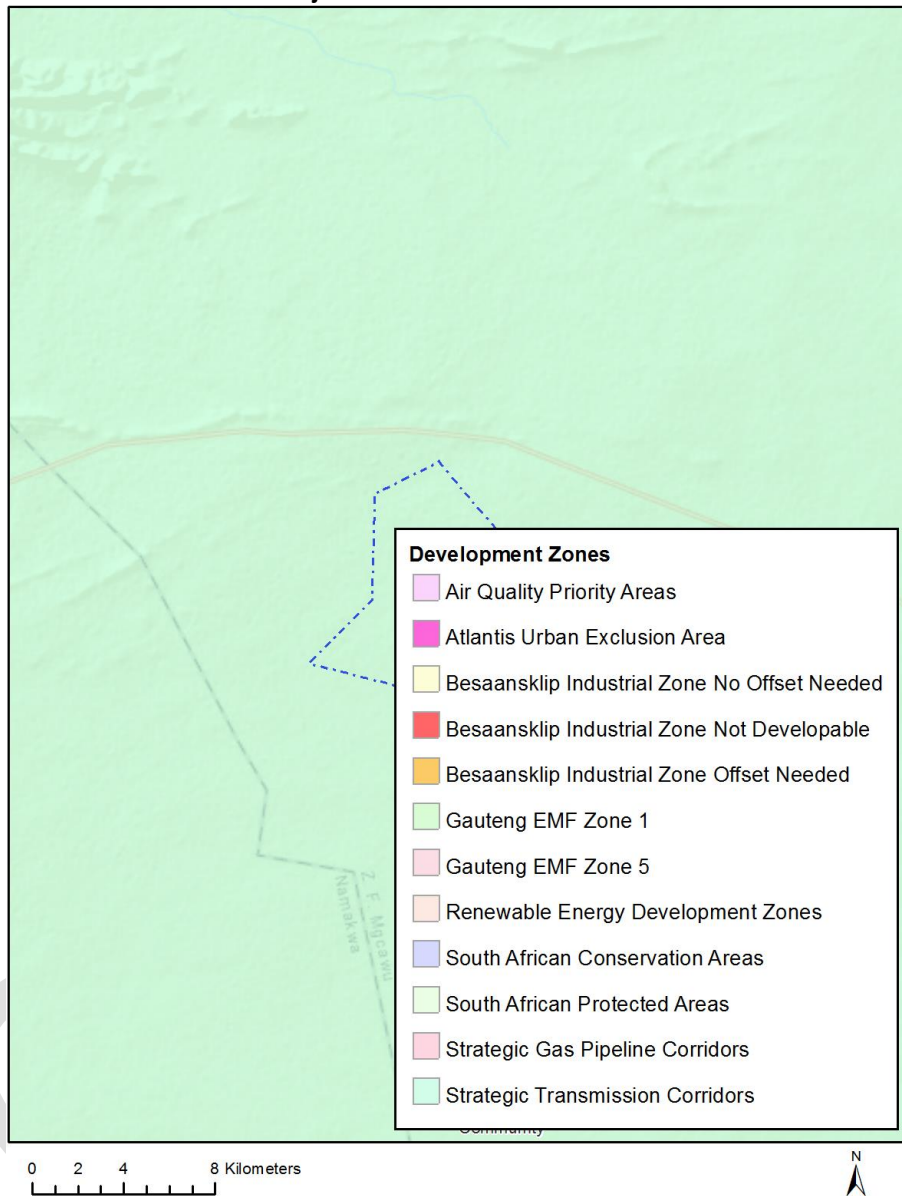 Development Zones
Air Quality Priority Areas
Atlantis Urban Exclusion Area
Besaansklip Industrial Zone No Offset Needed
Besaansklip Industrial Zone Not Developable
Besaansklip Industrial Zone Offset Needed
Gauteng EMF Zone 1
Gauteng EMF Zone 5
Renewable Energy Development Zones
South African Conservation Areas
South African Protected Areas
Strategic Gas Pipeline Corridors
Strategic Transmission Corridors
Z. F. Mgcawu
Namakwa
0 2 4 8 Kilometers
N